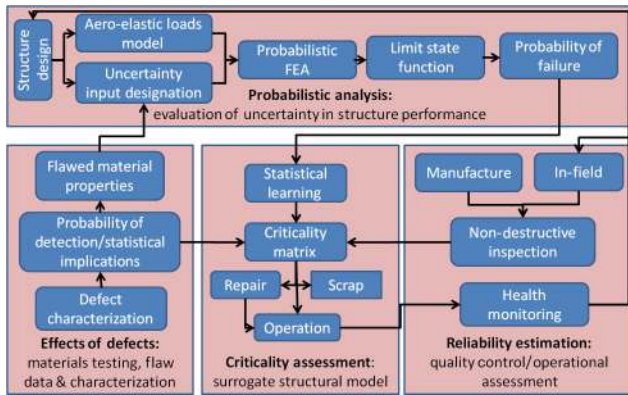 Structure
design
Aero-elastic loads
model
Uncertainty
input designation
Probabilistic
FEA
Limit state
function
Probability of
failure
Probabilistic analysis:
evaluation of uncertainty in structure performance
Flawed material
properties
Probability of
detection/statistical
implications
Defect
characterization
Effects of defects:
materials testing, flaw
data & characterization
Statistical
learning
Criticality
matrix
Repair
Scrap
Operation
Criticality assessment:
surrogate structural model
Manufacture
In-field
Non-destructive
inspection
Health
monitoring
Reliability estimation:
quality control/operational
assessment